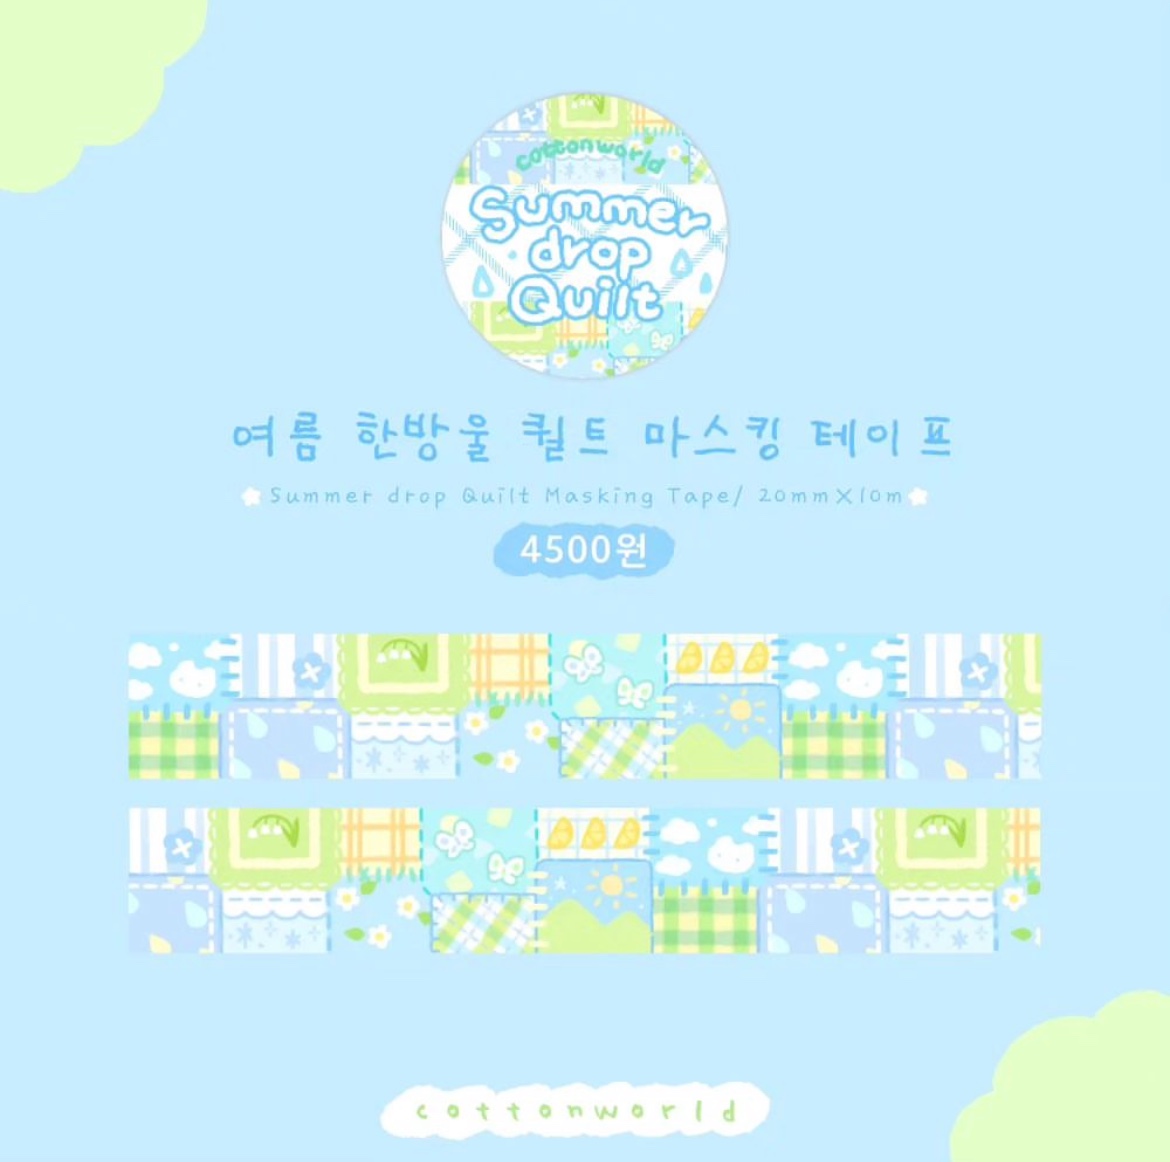 cottonworld
Summer
drop
Quilt
여름 한방울 퀼트 마스킹 테이프
Summer drop Quilt Masking Tape/ 20mmX10m
4500원
cottonworld